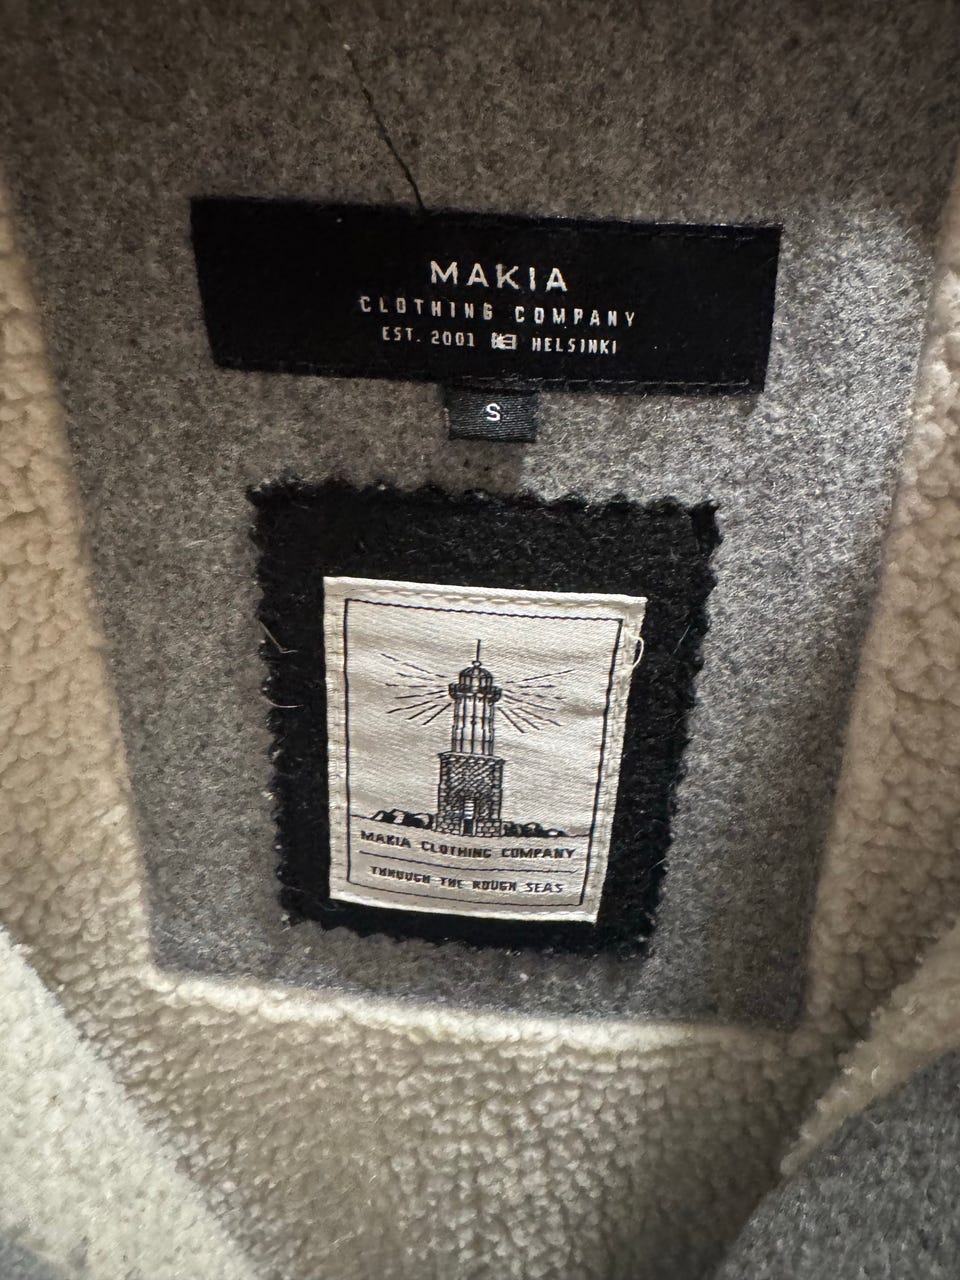 MAKIA
CLOTHING COMPANY
EST. 2001 HELSINKI
S
MAKIA CLOTHING COMPANY
THROUGH THE ROUGH SEAS